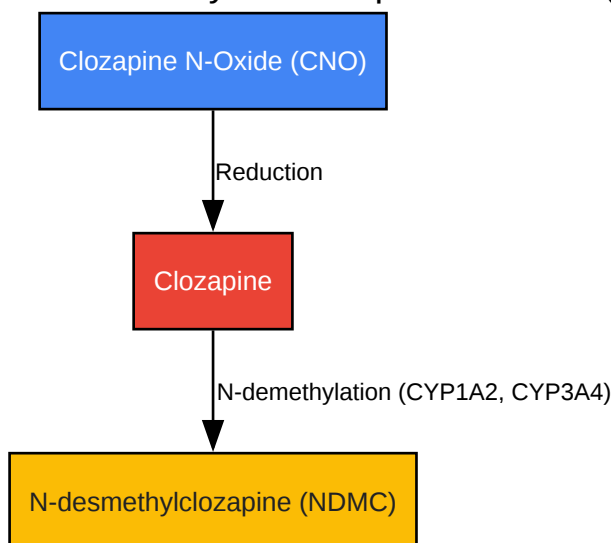 Clozapine N-Oxide (CNO)
Reduction
Clozapine
N-demethylation (CYP1A2, CYP3A4)
N-desmethylclozapine (NDMC)